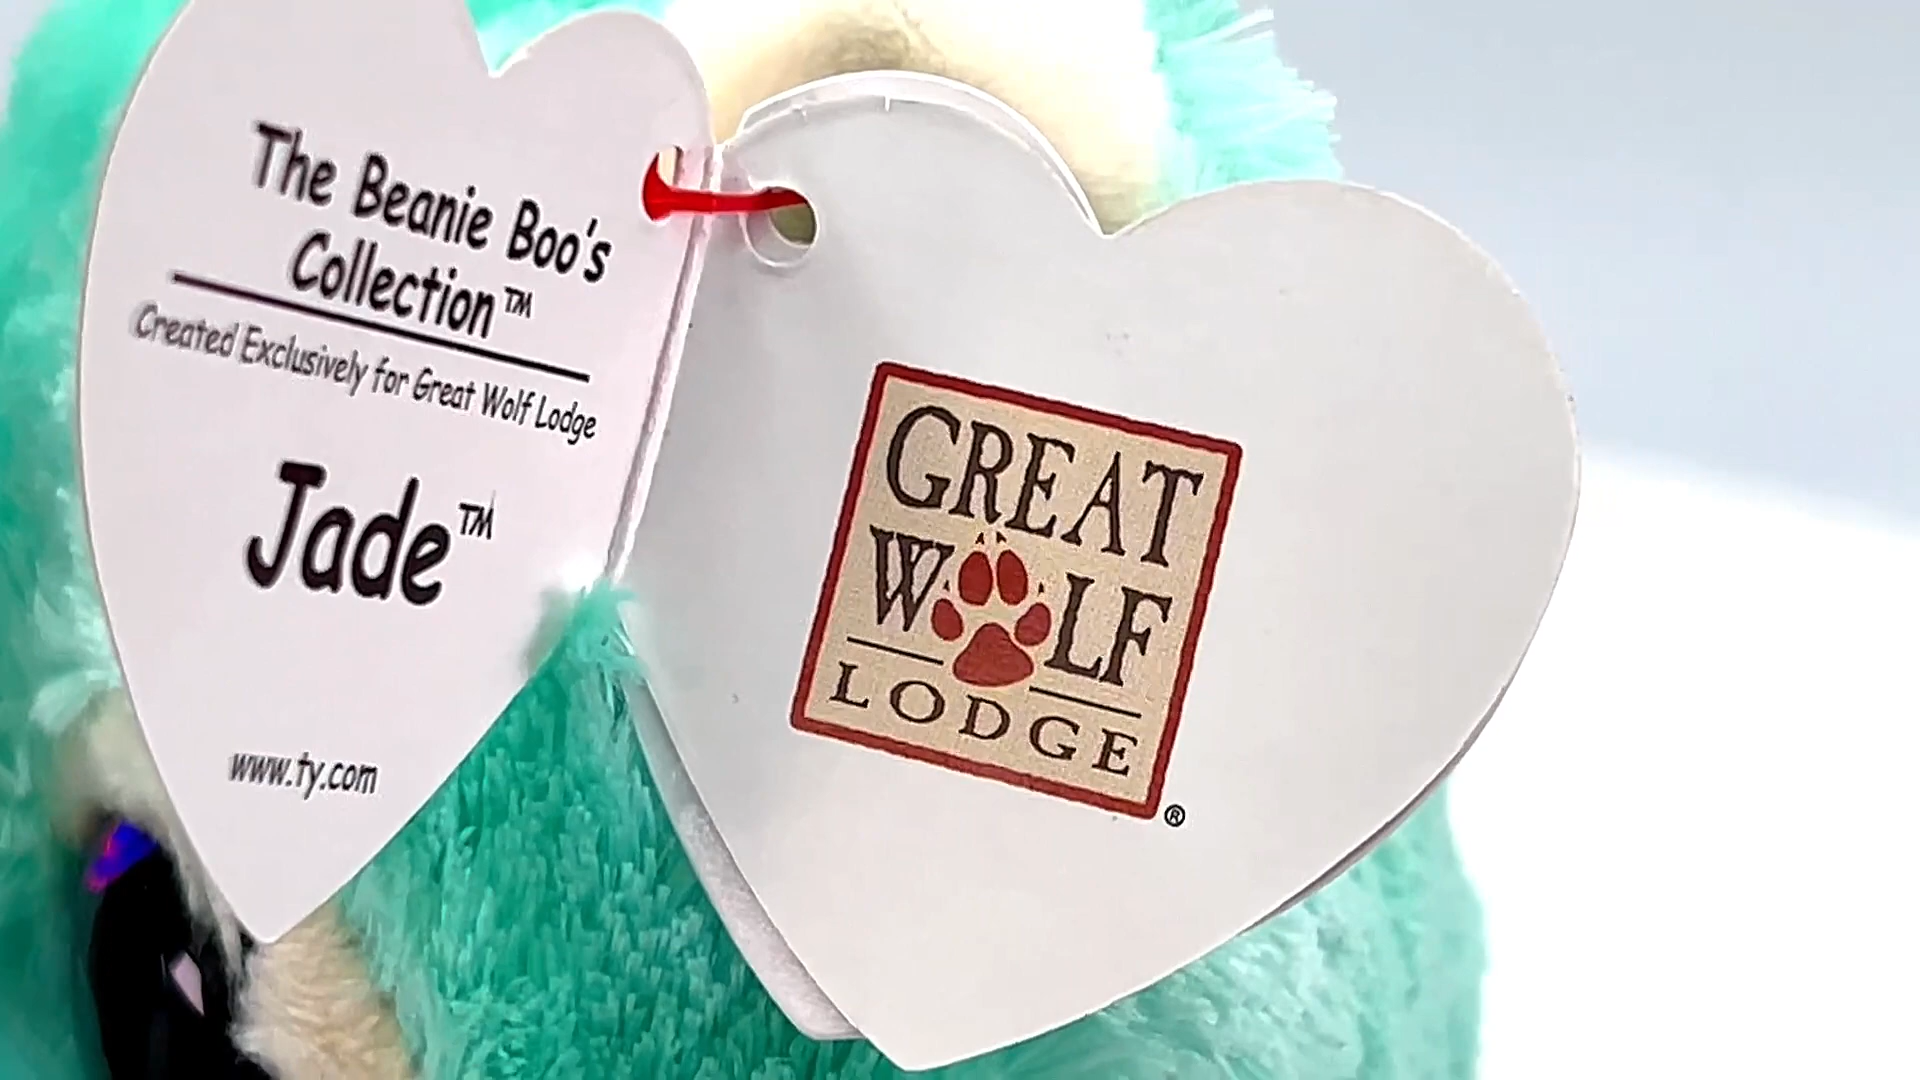 The Beanie Boo's
Collection™
Created Exclusively for Great Wolf Lodge
Jade™
www.ty.com
GREAT
WOLF
LODGE
®